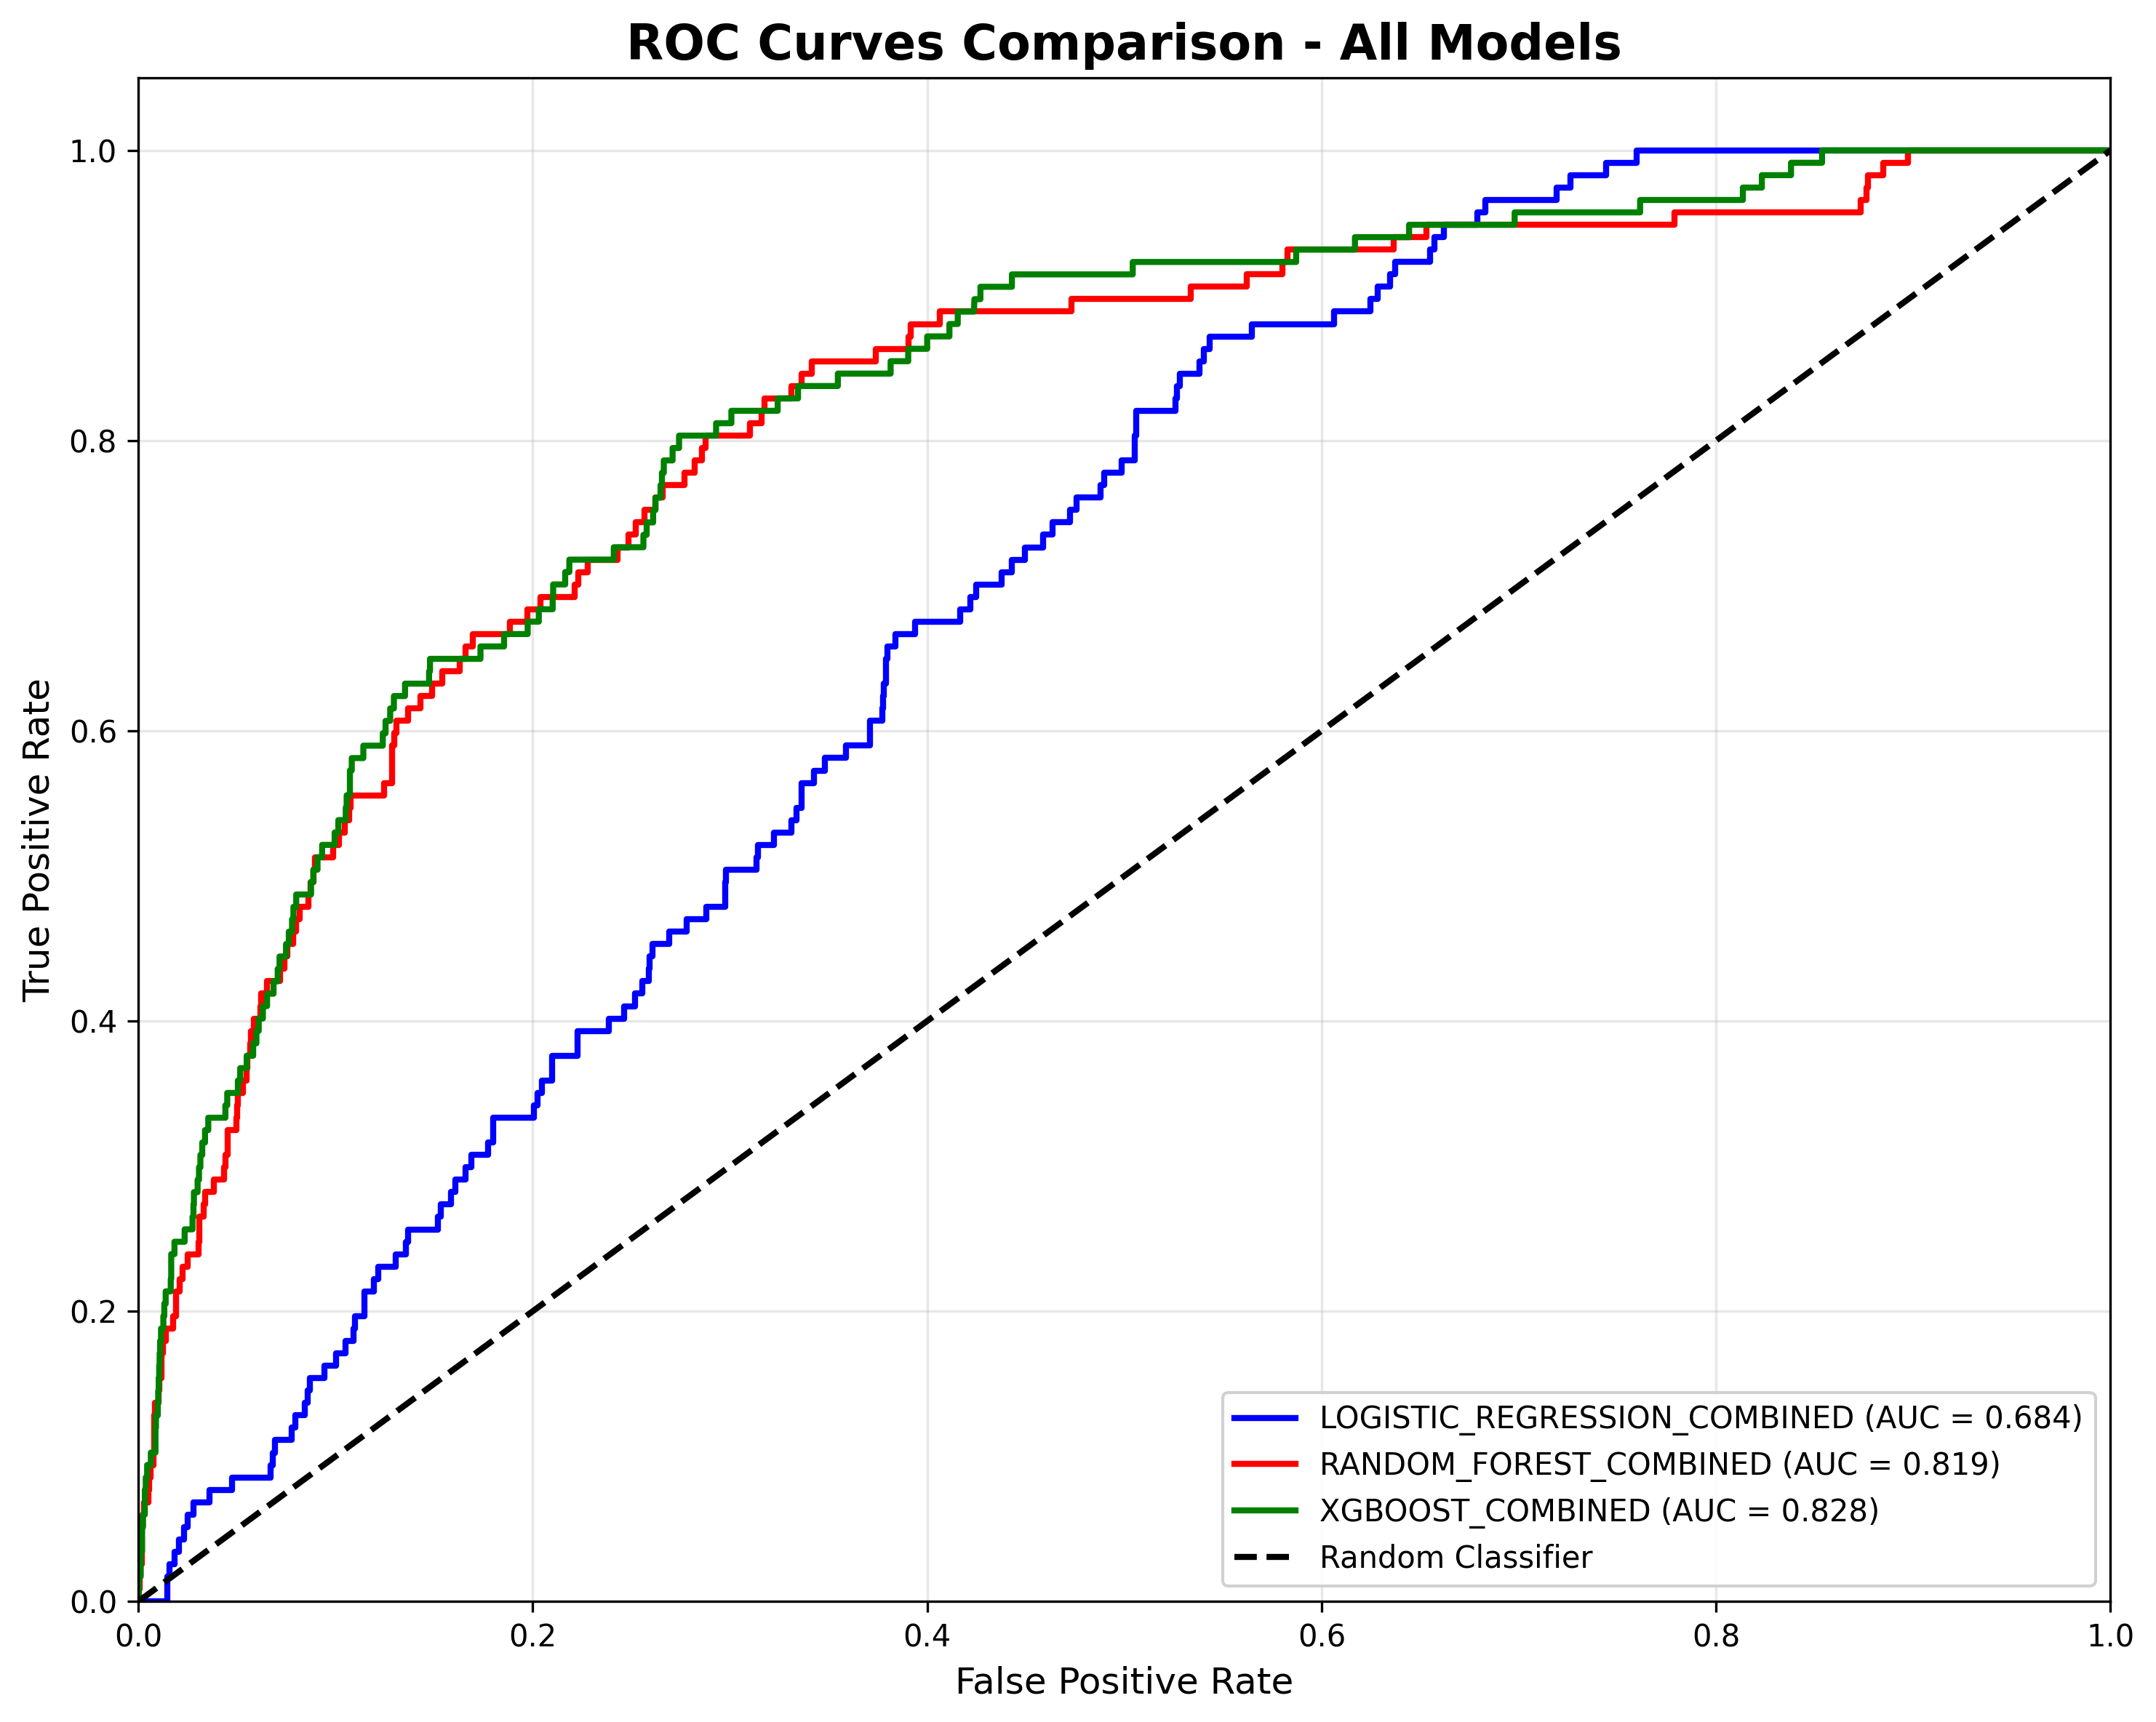 ROC Curves Comparison - All Models
1.0
0.8
0.6
0.4
0.2
0.0
True Positive Rate
0.0 0.2 0.4 0.6 0.8 1.0
False Positive Rate
LOGISTIC_REGRESSION_COMBINED (AUC = 0.684)
RANDOM_FOREST_COMBINED (AUC = 0.819)
XGBOOST_COMBINED (AUC = 0.828)
Random Classifier